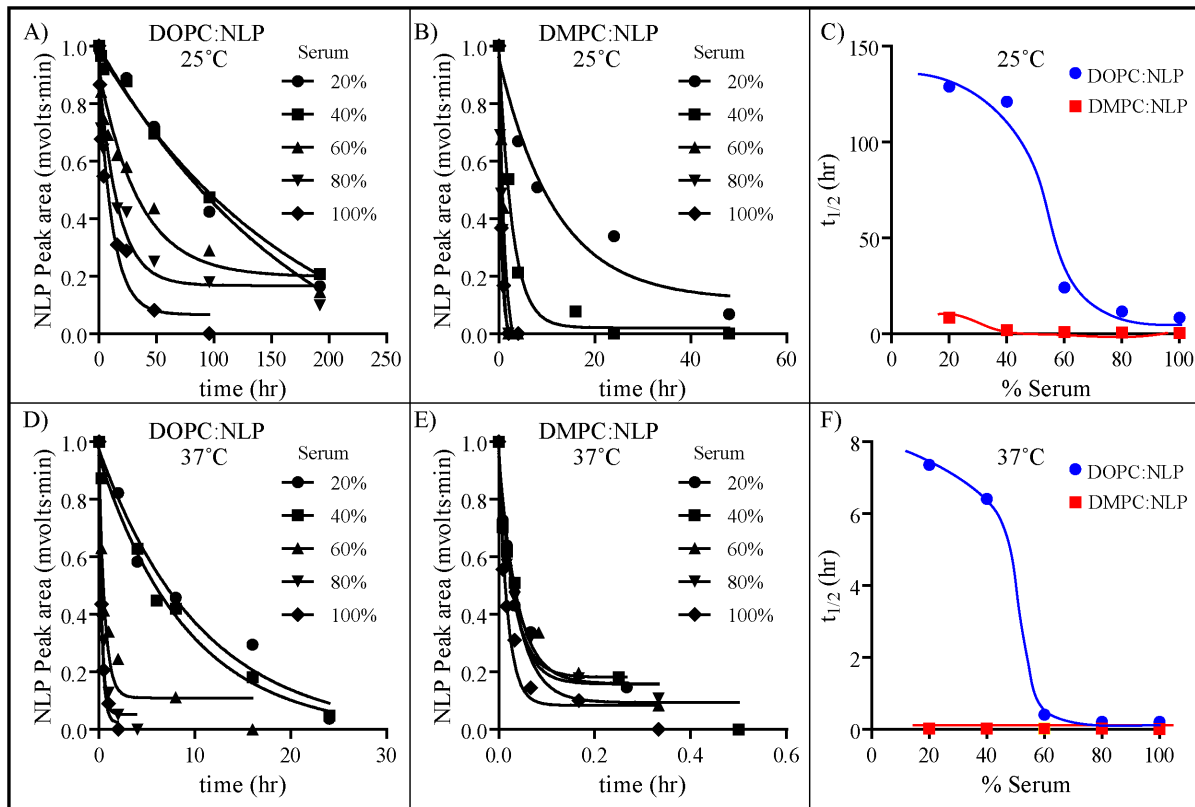 A)
DOPC:NLP
25°C
Serum
20%
40%
60%
80%
100%
NLP Peak area (mvolts·min)
1.0
0.8
0.6
0.4
0.2
0.0
0 50 100 150 200 250
time (hr)
B)
DMPC:NLP
25°C
Serum
20%
40%
60%
80%
100%
NLP Peak area (mvolts·min)
1.0
0.8
0.6
0.4
0.2
0.0
0 20 40 60
time (hr)
C)
25°C
DOPC:NLP
DMPC:NLP
t1/2 (hr)
150
100
50
0
0 20 40 60 80 100
% Serum
D)
DOPC:NLP
37°C
Serum
20%
40%
60%
80%
100%
NLP Peak area (mvolts·min)
1.0
0.8
0.6
0.4
0.2
0.0
0 10 20 30
time (hr)
E)
DMPC:NLP
37°C
Serum
20%
40%
60%
80%
100%
NLP Peak area (mvolts·min)
1.0
0.8
0.6
0.4
0.2
0.0
0.0 0.2 0.4 0.6
time (hr)
F)
37°C
DOPC:NLP
DMPC:NLP
t1/2 (hr)
8
6
4
2
0
0 20 40 60 80 100
% Serum